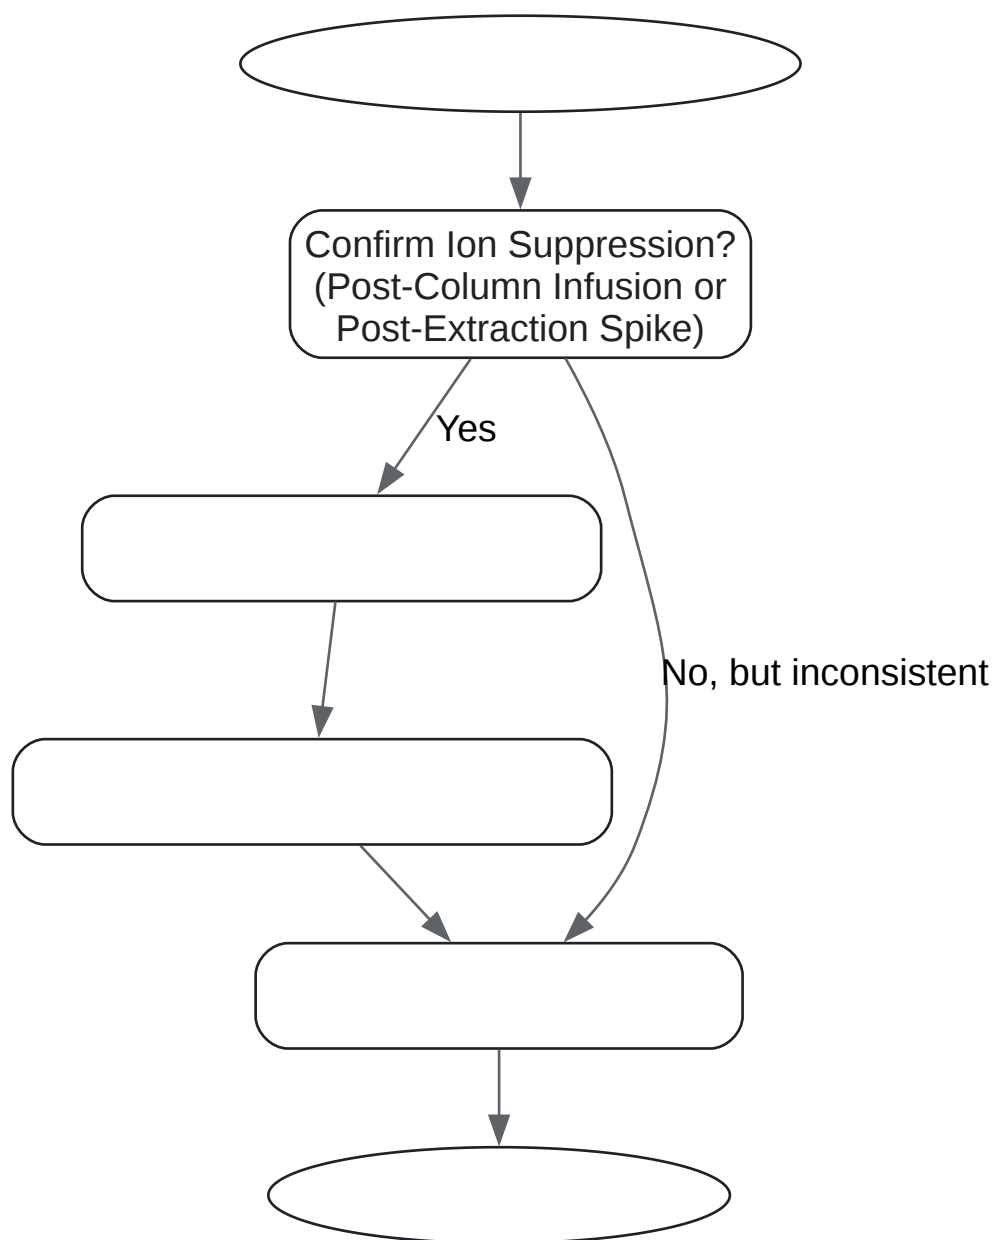 Confirm Ion Suppression?
(Post-Column Infusion or
Post-Extraction Spike)
Yes
No, but inconsistent